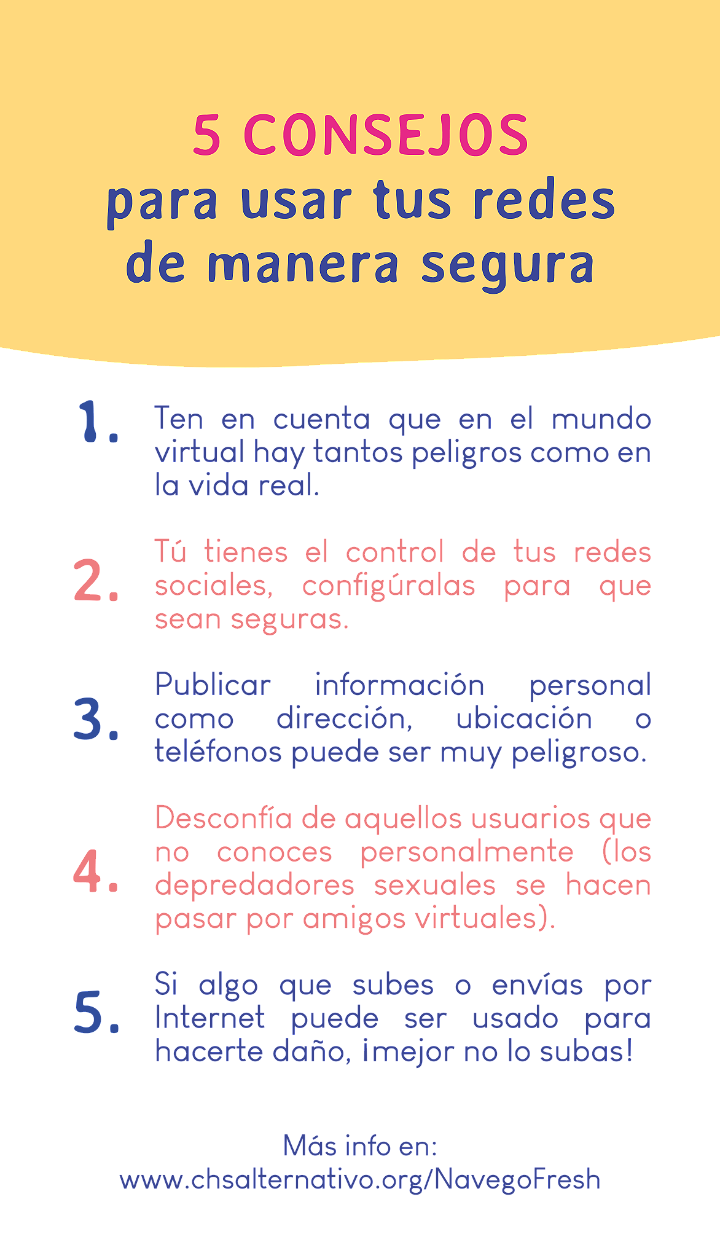 5 CONSEJOS
para usar tus redes
de manera segura
1. Ten en cuenta que en el mundo
virtual hay tantos peligros como en
la vida real.
2. Tú tienes el control de tus redes
sociales, configúralas para que
sean seguras.
3. Publicar información personal
como dirección, ubicación o
teléfonos puede ser muy peligroso.
4. Desconfía de aquellos usuarios que
no conoces personalmente (los
depredadores sexuales se hacen
pasar por amigos virtuales).
5. Si algo que subes o envías por
Internet puede ser usado para
hacerte daño, ¡mejor no lo subas!
Más info en:
www.chsalternativo.org/NavegoFresh